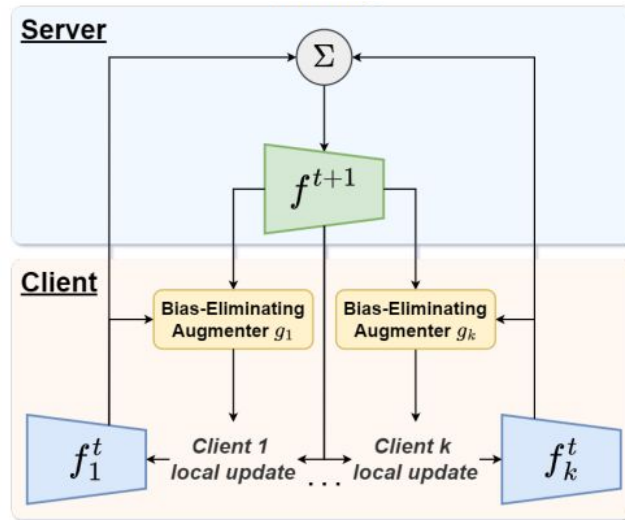 Server
Σ
f^{t+1}
Client
Bias-Eliminating
Augmenter g_1
Bias-Eliminating
Augmenter g_k
f_1^t
Client 1
local update
...
Client k
local update
f_k^t